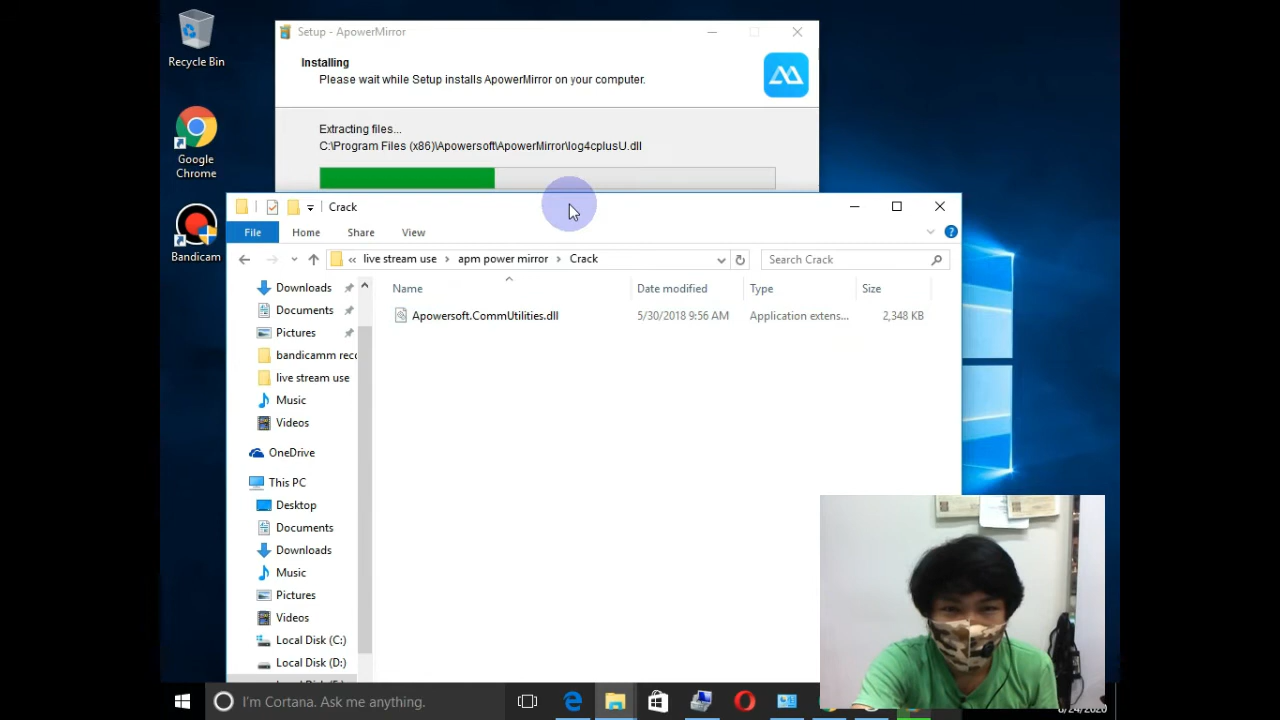 Recycle Bin
Google
Chrome
Bandicam
Setup - ApowerMirror
Installing
Please wait while Setup installs ApowerMirror on your computer.
Extracting files...
C:\Program Files (x86)\Apowersoft\ApowerMirror\log4cplusU.dll
Crack
File Home Share View
« live stream use › apm power mirror › Crack
Search Crack
Name Date modified Type Size
Apowersoft.CommUtilities.dll 5/30/2018 9:56 AM Application extens... 2,348 KB
Downloads
Documents
Pictures
bandicamm rec
live stream use
Music
Videos
OneDrive
This PC
Desktop
Documents
Downloads
Music
Pictures
Videos
Local Disk (C:)
Local Disk (D:)
I'm Cortana. Ask me anything.